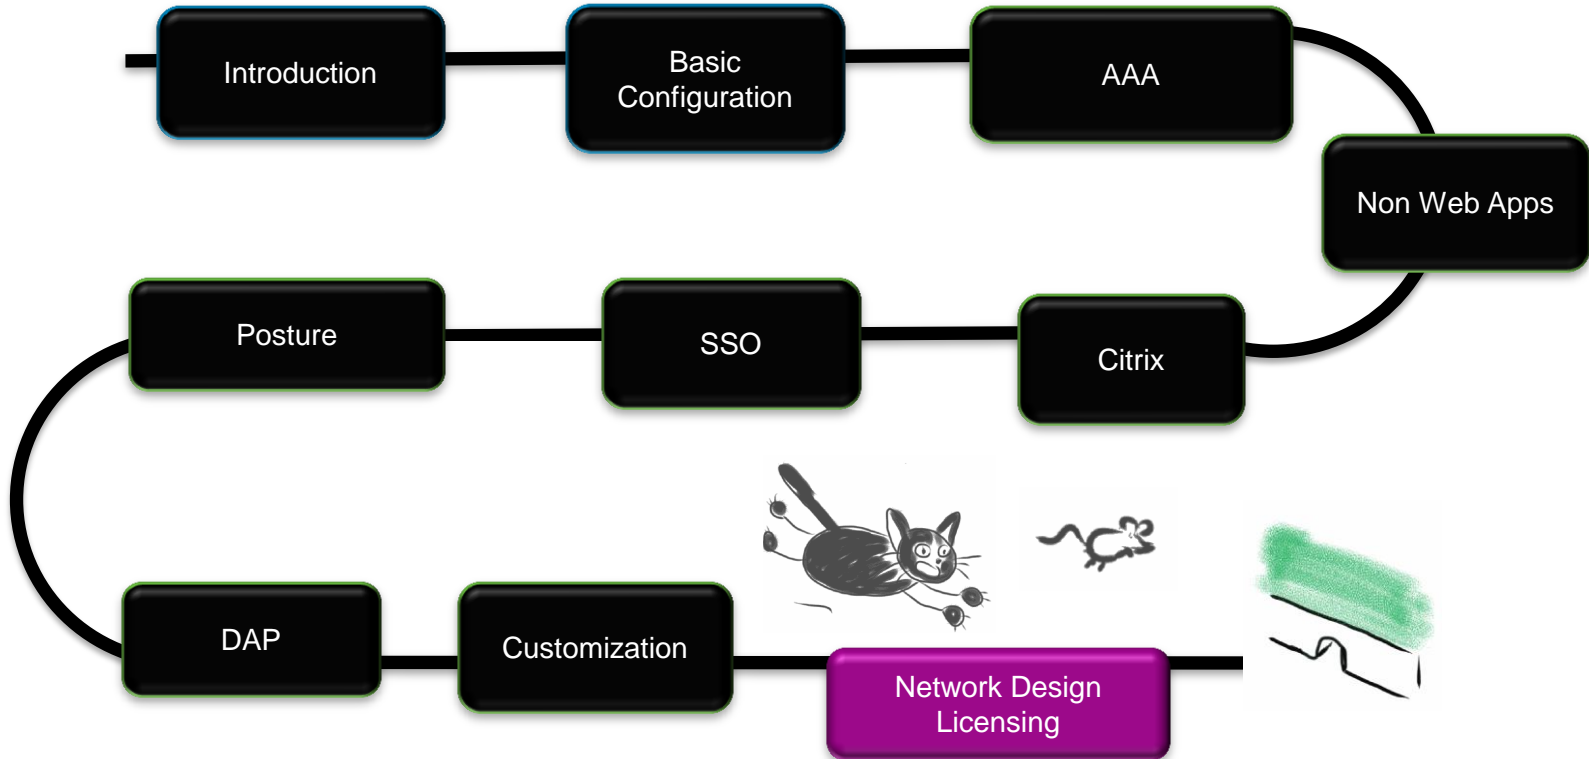 Introduction
Basic
Configuration
AAA
Non Web Apps
Citrix
SSO
Posture
DAP
Customization
Network Design
Licensing